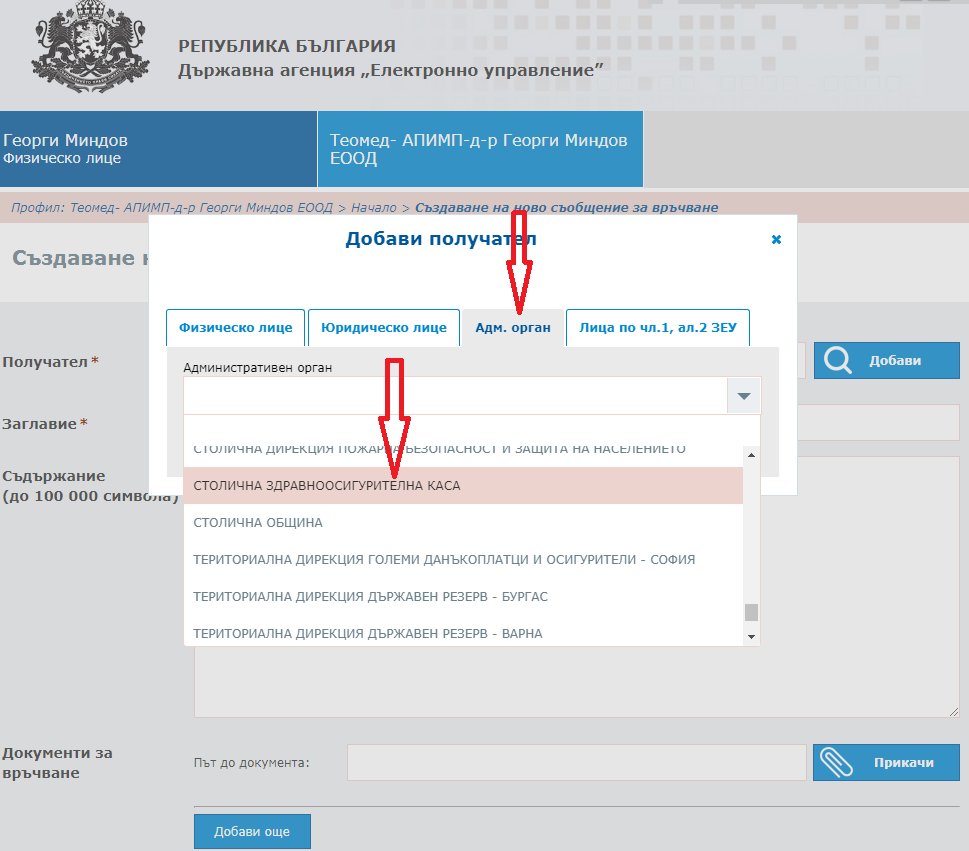 РЕПУБЛИКА БЪЛГАРИЯ
Държавна агенция „Електронно управление”
Георги Миндов
Физическо лице
Теомед- АПИМП-д-р Георги Миндов
ЕООД
Профил: Теомед- АПИМП-д-р Георги Миндов ЕООД > Начало > Създаване на ново съобщение за връчване
Създаване н
Добави получател
Физическо лице
Юридическо лице
Адм. орган
Лица по чл.1, ал.2 ЗЕУ
Административен орган
Получател *
Добави
Заглавие *
СТОЛИЧНА ДИРЕКЦИЯ ПОЖАРНА БЕЗОПАСНОСТ И ЗАЩИТА НА НАСЕЛЕНИЕТО
Съдържание
(до 100 000 символа)
СТОЛИЧНА ЗДРАВНООСИГУРИТЕЛНА КАСА
СТОЛИЧНА ОБЩИНА
ТЕРИТОРИАЛНА ДИРЕКЦИЯ ГОЛЕМИ ДАНЪКОПЛАТЦИ И ОСИГУРИТЕЛИ - СОФИЯ
ТЕРИТОРИАЛНА ДИРЕКЦИЯ ДЪРЖАВЕН РЕЗЕРВ - БУРГАС
ТЕРИТОРИАЛНА ДИРЕКЦИЯ ДЪРЖАВЕН РЕЗЕРВ - ВАРНА
Документи за
връчване
Път до документа:
Прикачи
Добави още